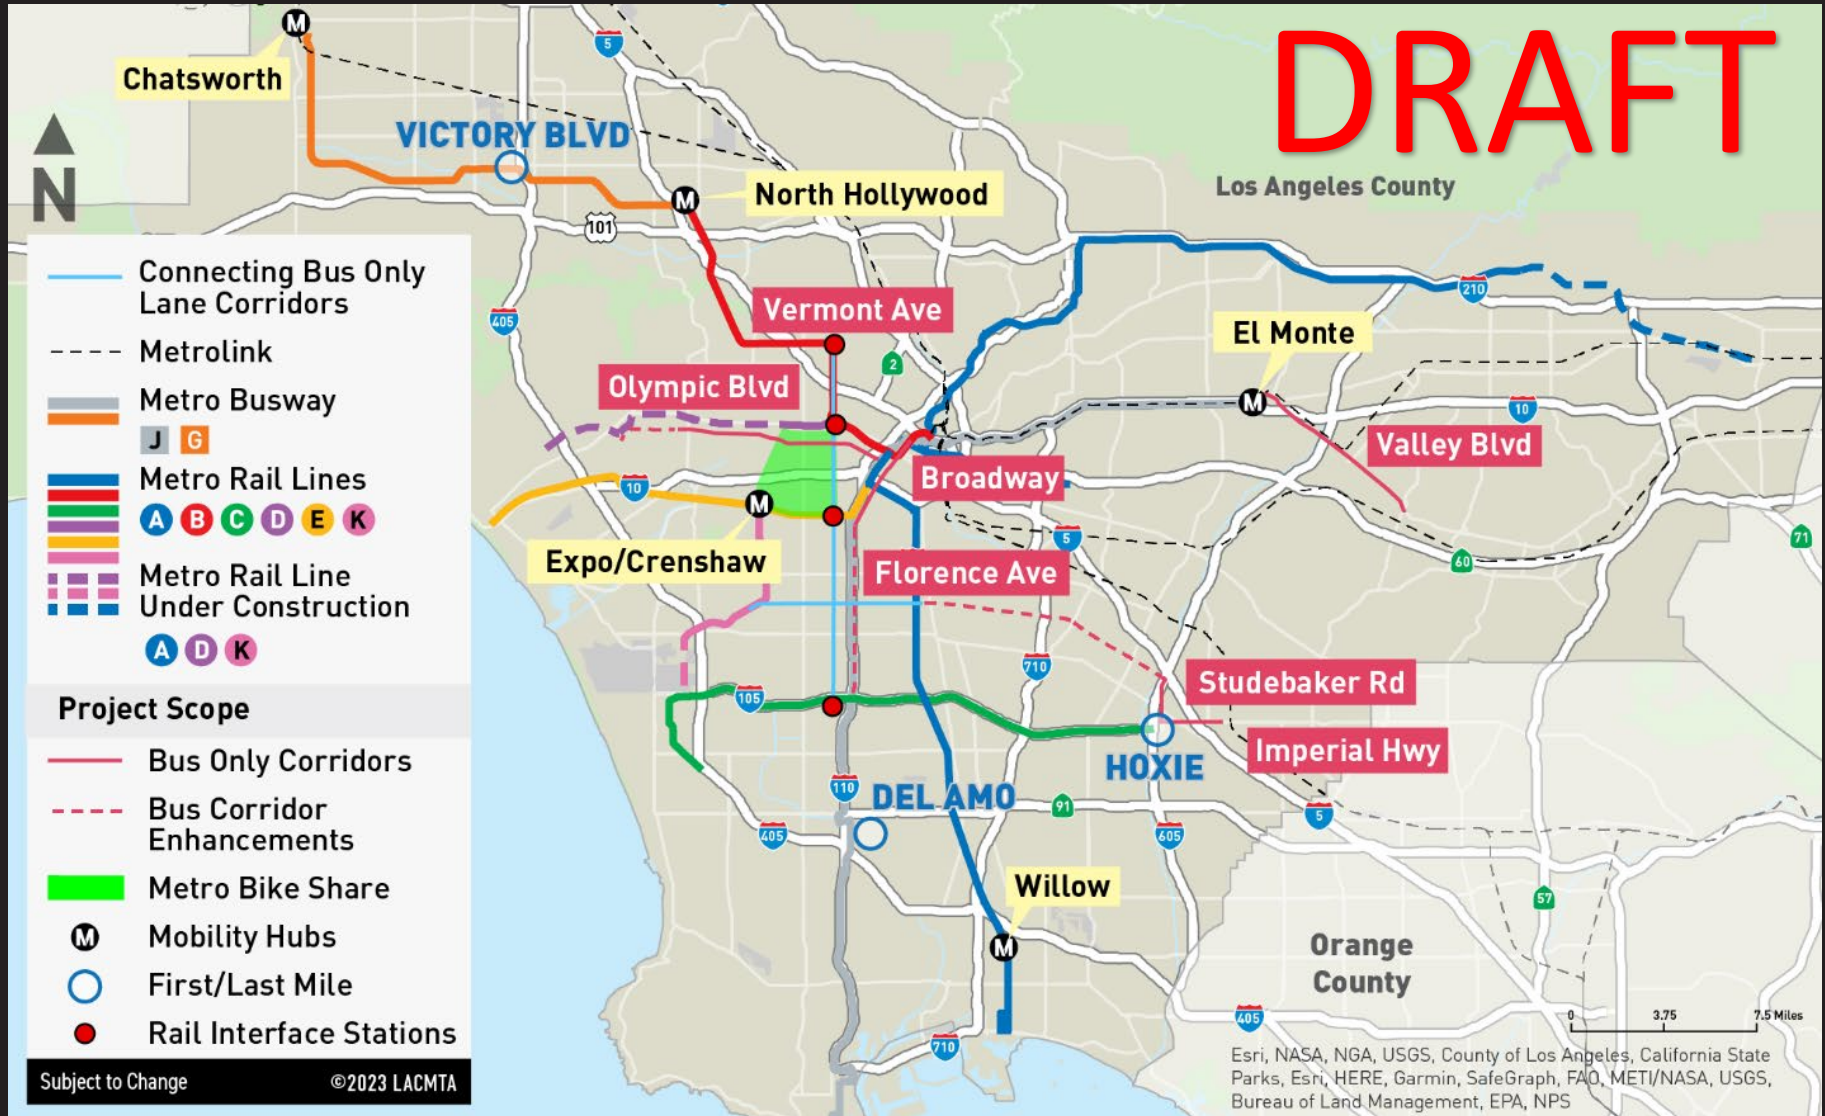 DRAFT
M
Chatsworth
5
VICTORY BLVD
N
M
North Hollywood
Los Angeles County
101
Connecting Bus Only
Lane Corridors
Metrolink
Metro Busway
J G
Metro Rail Lines
A B C D E K
Metro Rail Line
Under Construction
A D K
Project Scope
Bus Only Corridors
Bus Corridor
Enhancements
Metro Bike Share
M Mobility Hubs
First/Last Mile
Rail Interface Stations
Subject to Change
©2023 LACMTA
405
210
Vermont Ave
El Monte
2
Olympic Blvd
M
10
Valley Blvd
Broadway
10
M
5
71
Expo/Crenshaw
60
Florence Ave
710
Studebaker Rd
105
Imperial Hwy
HOXIE
110
DEL AMO
91
5
405
605
Willow
57
M
Orange
County
405
710
0 3.75 7.5 Miles
Esri, NASA, NGA, USGS, County of Los Angeles, California State
Parks, Esri, HERE, Garmin, SafeGraph, FAO, METI/NASA, USGS,
Bureau of Land Management, EPA, NPS